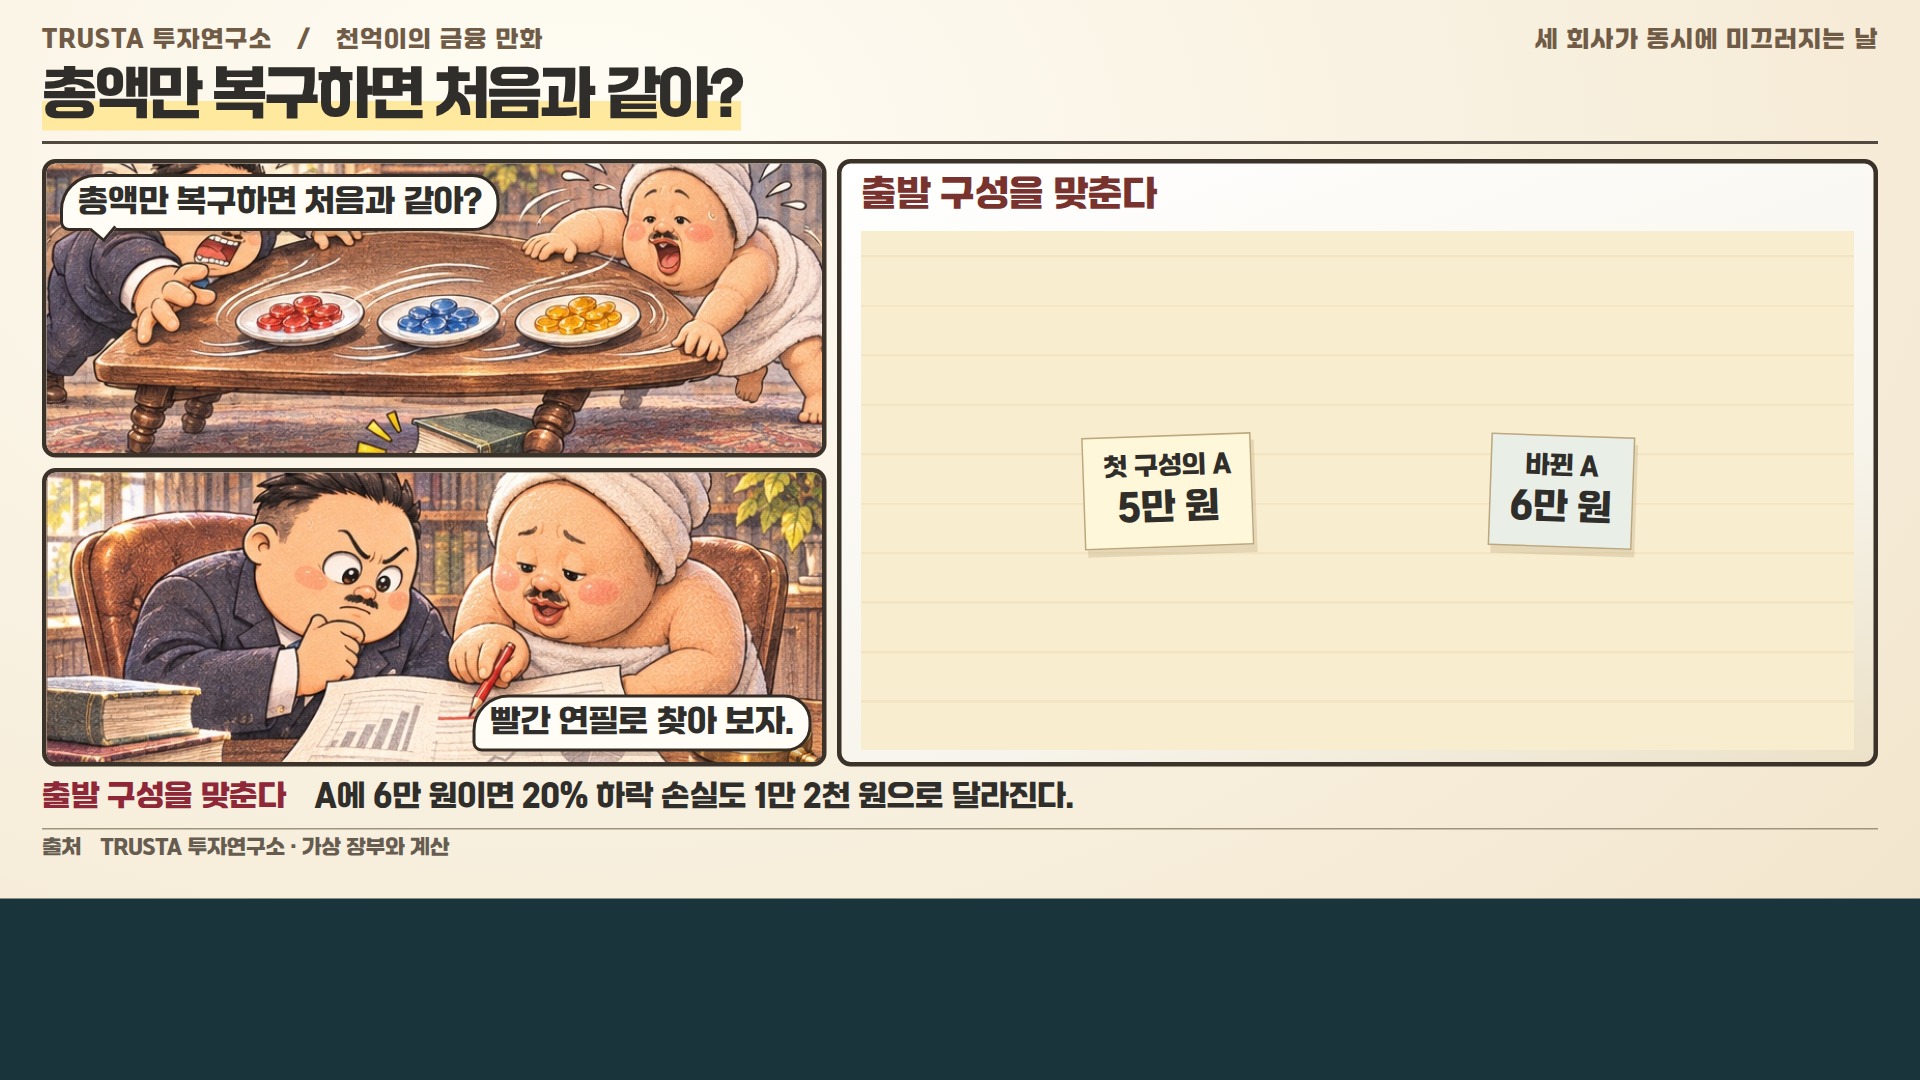 TRUSTA 투자연구소 / 천억이의 금융 만화
세 회사가 동시에 미끄러지는 날
총액만 복구하면 처음과 같아?
총액만 복구하면 처음과 같아?
빨간 연필로 찾아 보자.
출발 구성을 맞춘다
첫 구성의 A
5만 원
바뀐 A
6만 원
출발 구성을 맞춘다 A에 6만 원이면 20% 하락 손실도 1만 2천 원으로 달라진다.
출처 TRUSTA 투자연구소 · 가상 장부와 계산